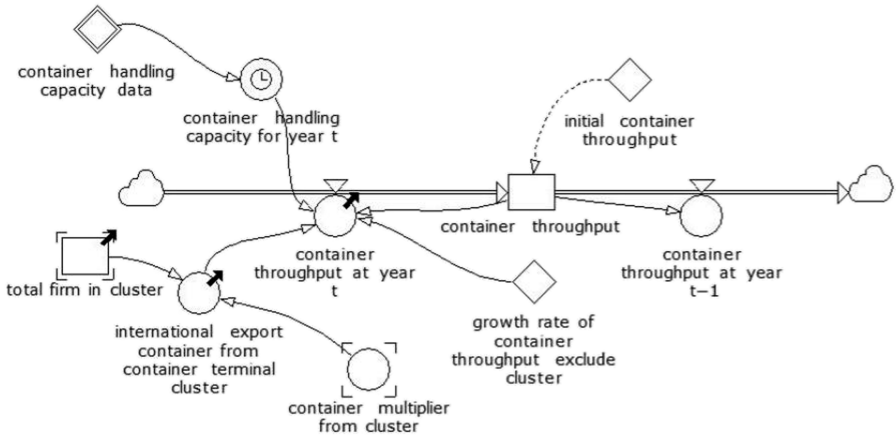 container handling
capacity data
container handling
capacity for year t
initial container
throughput
container throughput
container
throughput at year
t
container
throughput at year
t−1
total firm in cluster
international export
container from
container terminal
cluster
growth rate of
container
throughput exclude
cluster
container multiplier
from cluster